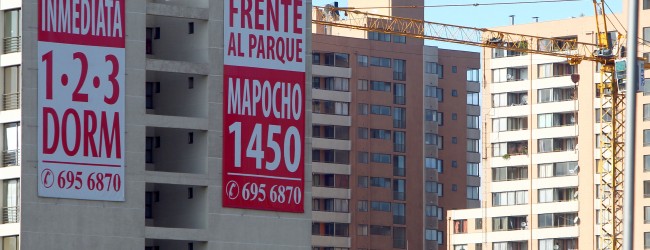 INMEDIATA
1·2·3
DORM
695 6870
FRENTE
AL PARQUE
MAPOCHO
1450
695 6870